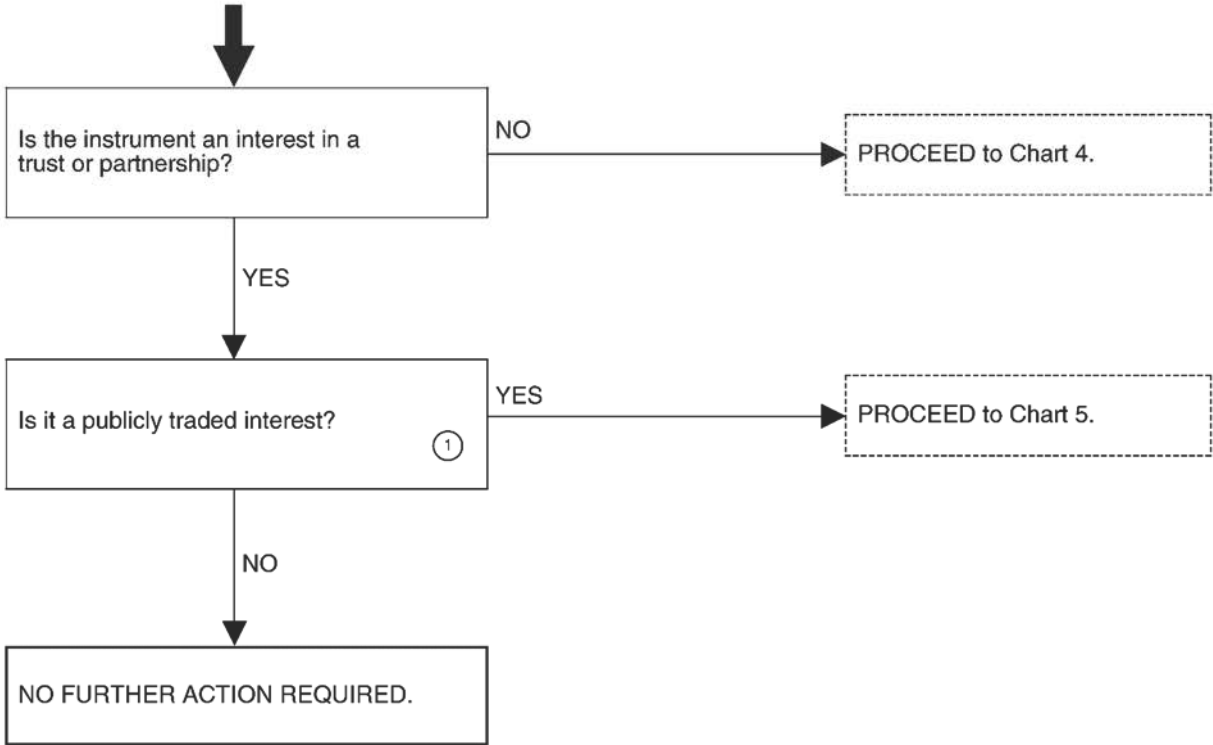 Is the instrument an interest in a
trust or partnership?
NO
PROCEED to Chart 4.
YES
Is it a publicly traded interest?
1
YES
PROCEED to Chart 5.
NO
NO FURTHER ACTION REQUIRED.